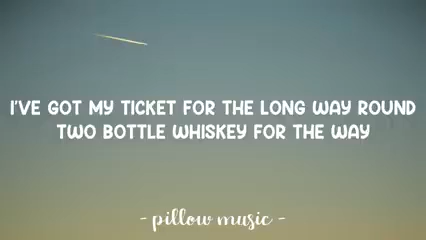 I'VE GOT MY TICKET FOR THE LONG WAY ROUND
TWO BOTTLE WHISKEY FOR THE WAY
- pillow music -